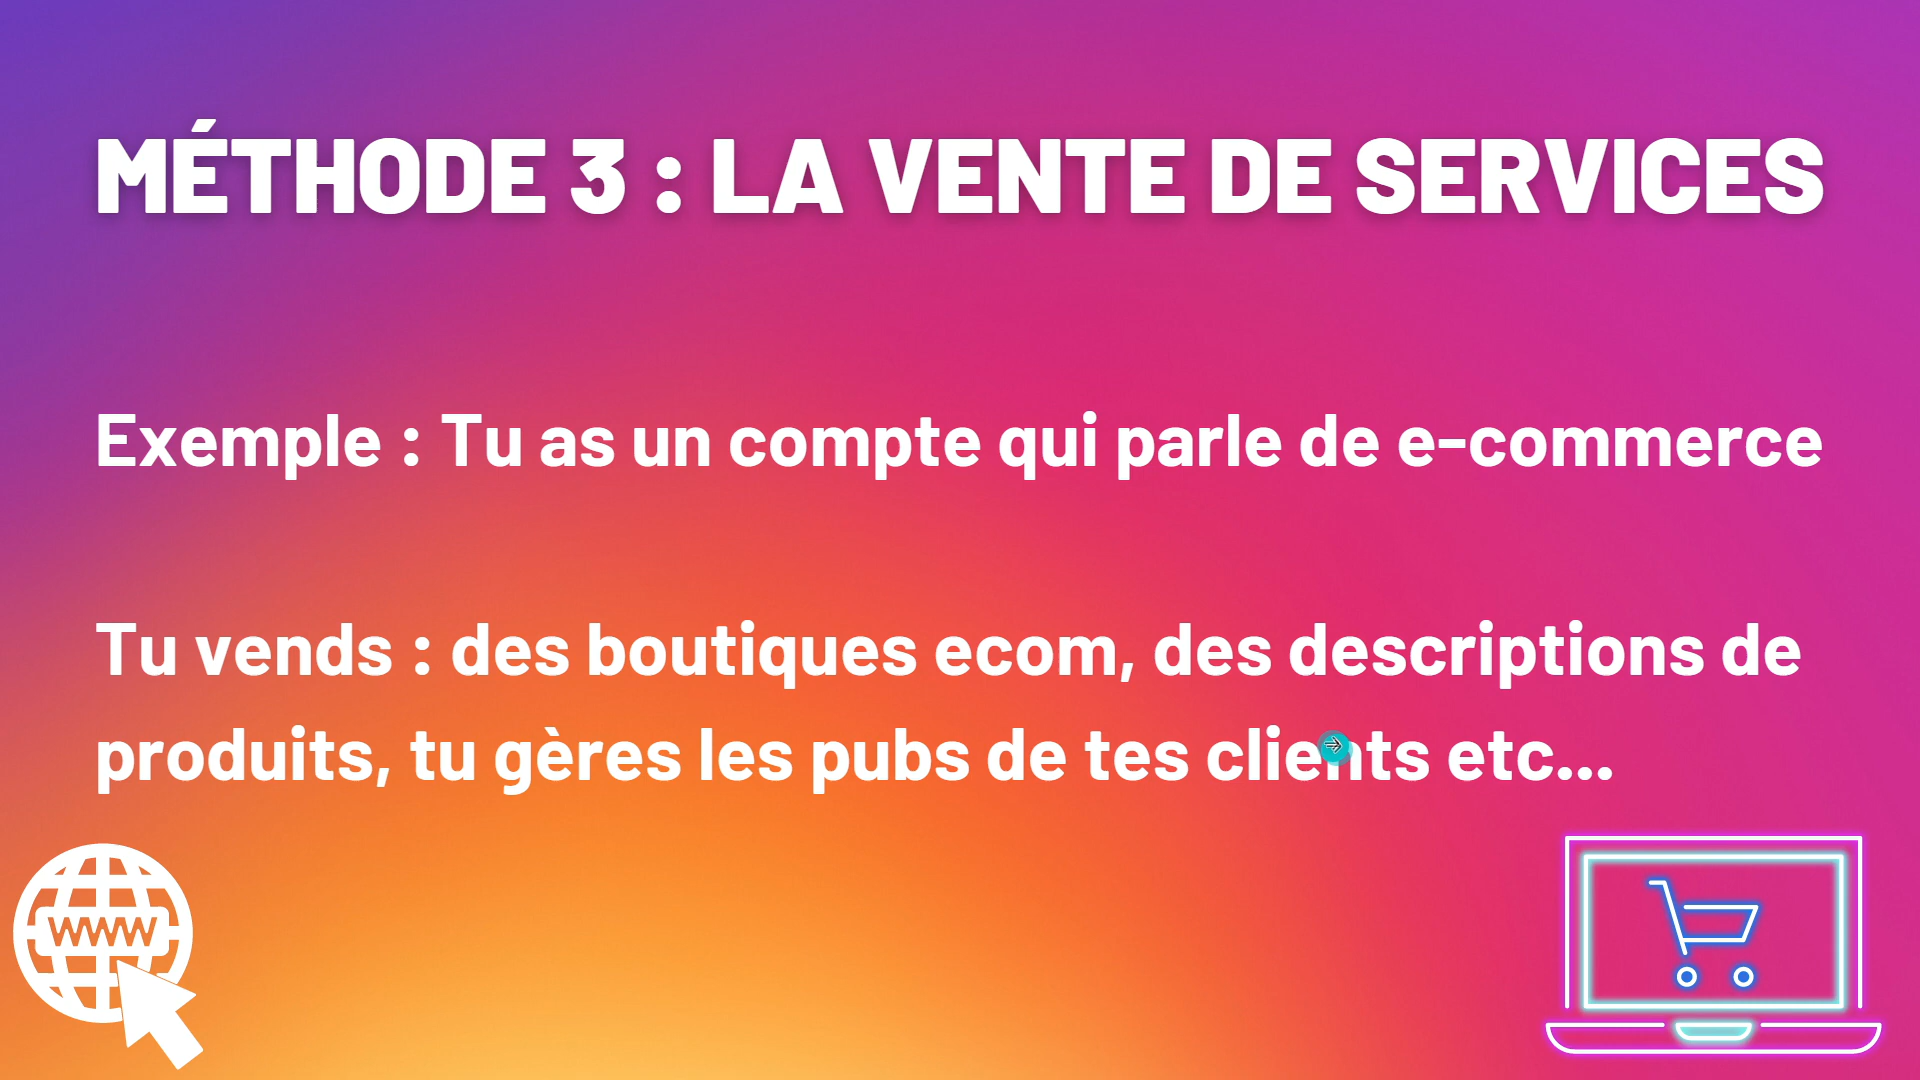 MÉTHODE 3 : LA VENTE DE SERVICES
Exemple : Tu as un compte qui parle de e-commerce
Tu vends : des boutiques ecom, des descriptions de
produits, tu gères les pubs de tes clients etc...
WWW